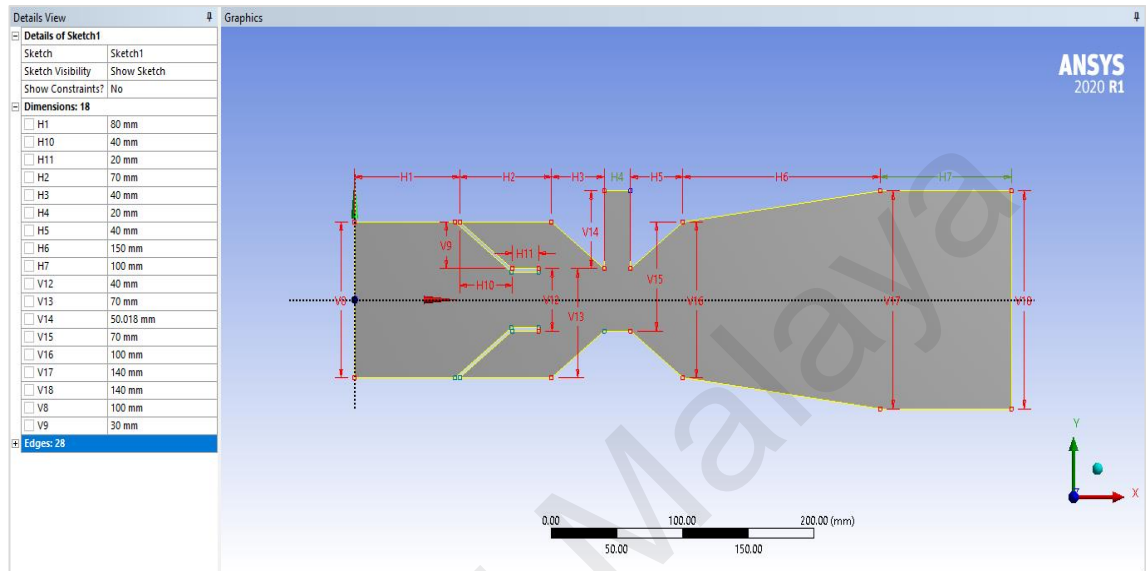 Details View
Details of Sketch1
Sketch Sketch1
Sketch Visibility Show Sketch
Show Constraints? No
Dimensions: 18
H1 80 mm
H10 40 mm
H11 20 mm
H2 70 mm
H3 40 mm
H4 20 mm
H5 40 mm
H6 150 mm
H7 100 mm
V12 40 mm
V13 70 mm
V14 50.018 mm
V15 70 mm
V16 100 mm
V17 140 mm
V18 140 mm
V8 100 mm
V9 30 mm
Edges: 28
Graphics
ANSYS
2020 R1
H1 H2 H3 H4 H5 H6 H7
V14
V9
H11
V15
H10
V8 V12 V13 V16 V17 V18
Malaya
Y
X
Z
0.00 100.00 200.00 (mm)
50.00 150.00